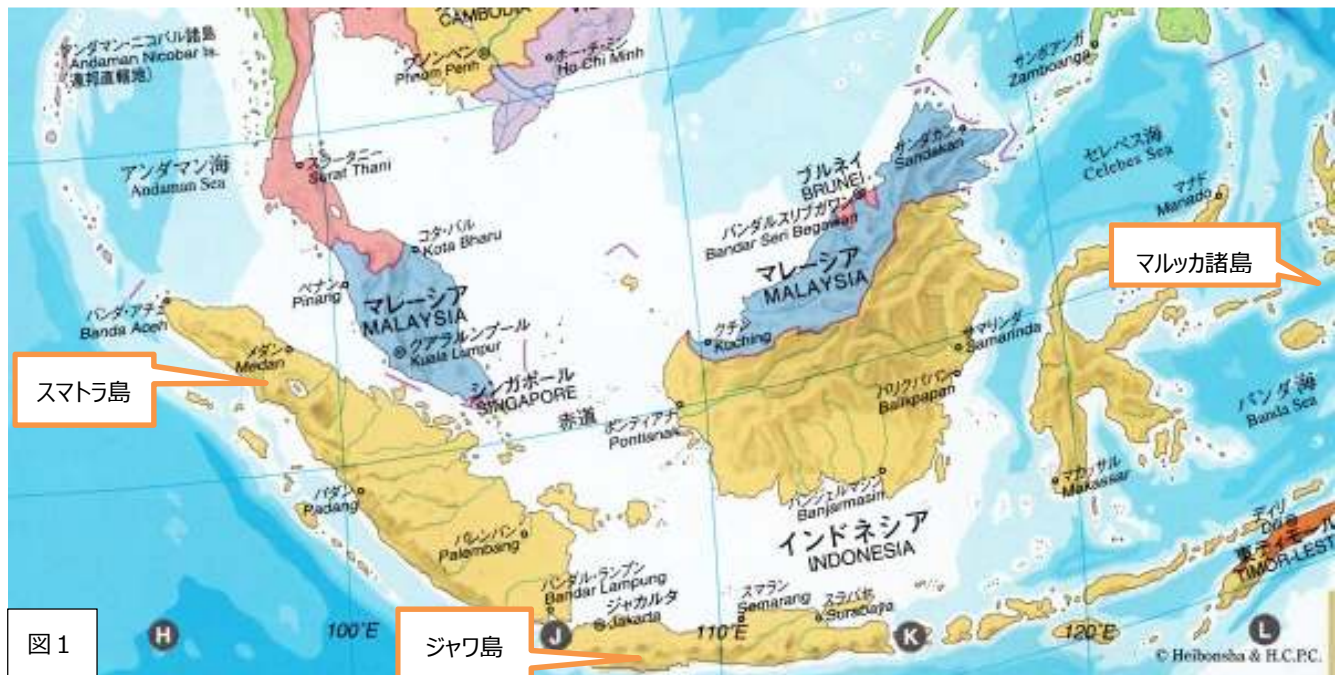 CAMBODIA
アンダマン・ニコバル諸島
Andaman Nicobar Is.
(連邦直轄地)
プノンペン
Phnom Penh
ホー・チ・ミン
Ho Chi Minh
サンボアンガ
Zamboanga
アンダマン海
Andaman Sea
スラータニー
Surat Thani
サンダカン
Sandakan
セレベス海
Celebes Sea
ブルネイ
BRUNEI
バンダルスリブガワン
Bandar Seri Begawan
マナド
Manado
コタ・バル
Kota Bharu
マルッカ諸島
ペナン
Pinang
マレーシア
MALAYSIA
マレーシア
MALAYSIA
バンダ・アチェ
Banda Aceh
クアラルンプール
Kuala Lumpur
クチン
Kuching
サマリンダ
Samarinda
メダン
Medan
スマトラ島
シンガポール
SINGAPORE
赤道
ポンティアナ
Pontianak
バリクパパン
Balikpapan
バンダ海
Banda Sea
パダン
Padang
マカッサル
Makassar
バンジェルマシン
Banjarmasin
パレンバン
Palembang
インドネシア
INDONESIA
ディリ
Dili
東ティモール
TIMOR-LEST
バンダル・ランプン
Bandar Lampung
スマラン
Semarang
スラバヤ
Surabaya
ジャカルタ
Jakarta
図1
H
100°E
J
ジャワ島
110°E
K
120°E
L
© Heibonsha & H.C.P.C.